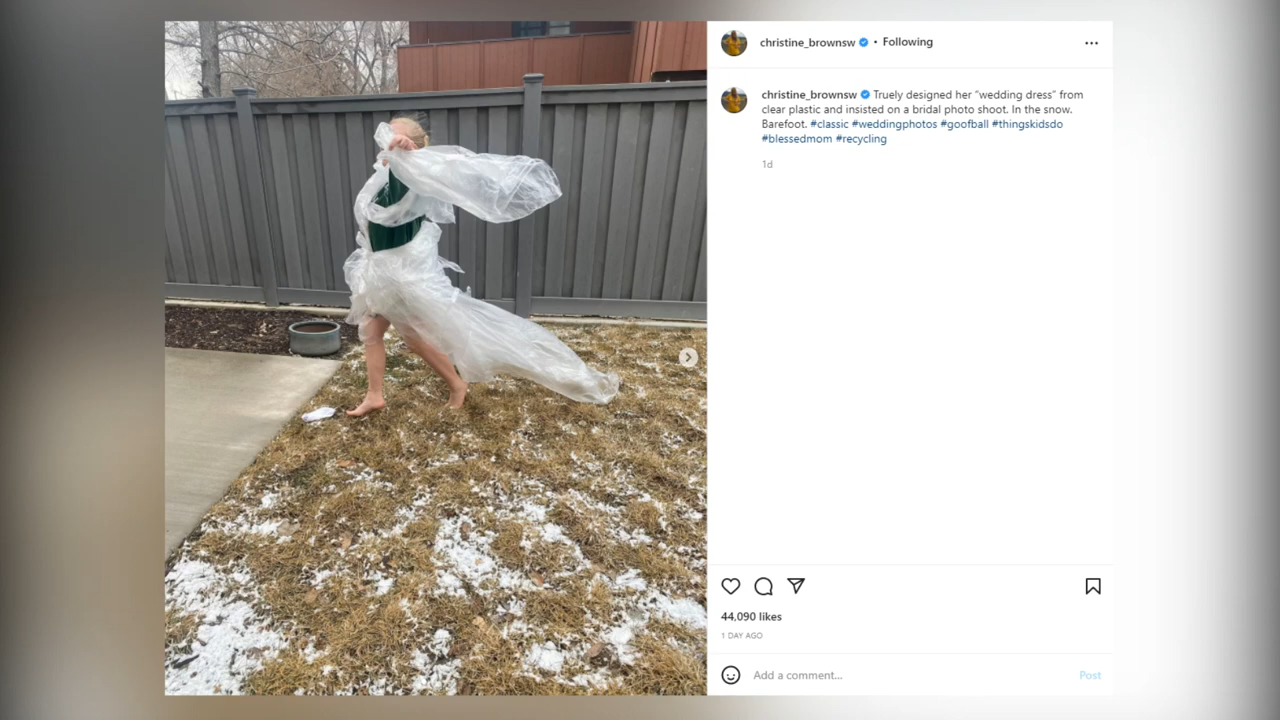 christine_brownsw • Following
christine_brownsw Truely designed her “wedding dress” from
clear plastic and insisted on a bridal photo shoot. In the snow.
Barefoot. #classic #weddingphotos #goofball #thingskidsdo
#blessedmom #recycling
1d
44,090 likes
1 DAY AGO
Add a comment...
Post